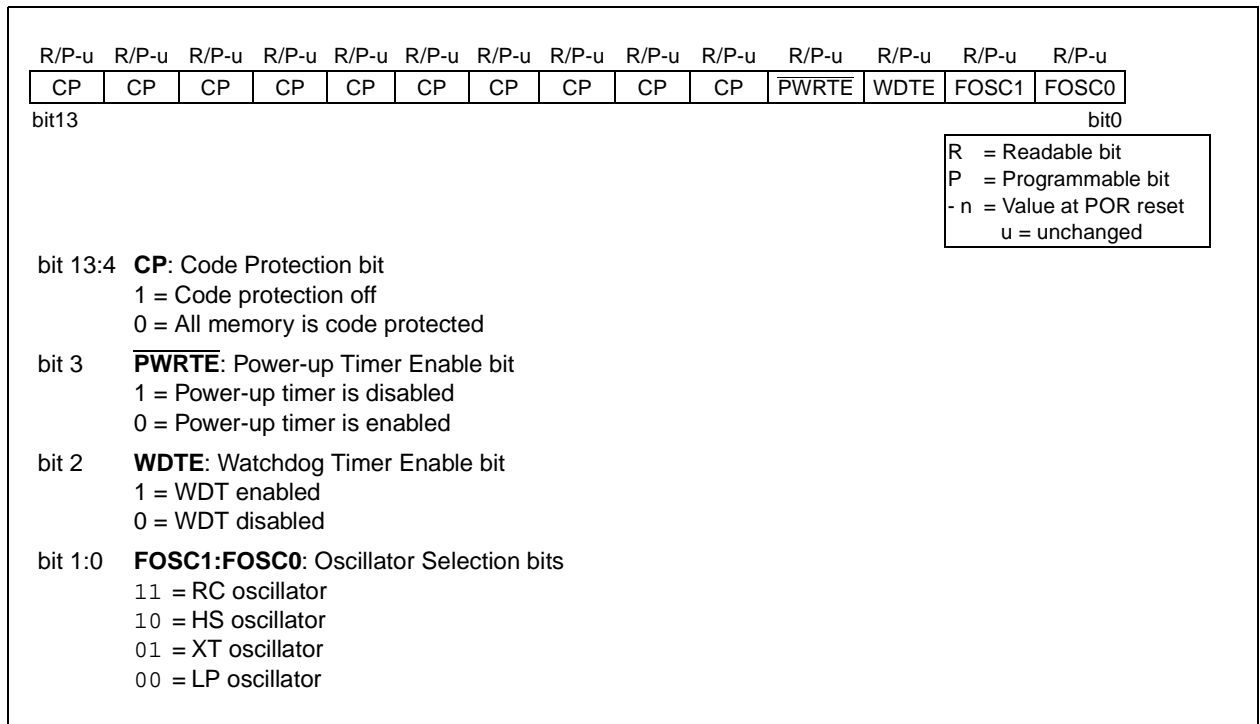 R/P-u R/P-u R/P-u R/P-u R/P-u R/P-u R/P-u R/P-u R/P-u R/P-u R/P-u R/P-u R/P-u R/P-u
CP CP CP CP CP CP CP CP CP CP PWRTE WDTE FOSC1 FOSC0
bit13 bit0
R = Readable bit
P = Programmable bit
- n = Value at POR reset
u = unchanged
bit 13:4 CP: Code Protection bit
1 = Code protection off
0 = All memory is code protected
bit 3 PWRTE: Power-up Timer Enable bit
1 = Power-up timer is disabled
0 = Power-up timer is enabled
bit 2 WDTE: Watchdog Timer Enable bit
1 = WDT enabled
0 = WDT disabled
bit 1:0 FOSC1:FOSC0: Oscillator Selection bits
11 = RC oscillator
10 = HS oscillator
01 = XT oscillator
00 = LP oscillator